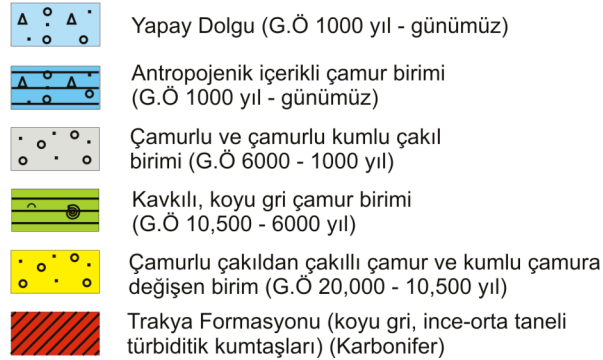 Yapay Dolgu (G.Ö 1000 yıl - günümüz)
Antropojenik içerikli çamur birimi
(G.Ö 1000 yıl - günümüz)
Çamurlu ve çamurlu kumlu çakıl
birimi (G.Ö 6000 - 1000 yıl)
Kavkılı, koyu gri çamur birimi
(G.Ö 10,500 - 6000 yıl)
Çamurlu çakıldan çakıllı çamur ve kumlu çamura
değişen birim (G.Ö 20,000 - 10,500 yıl)
Trakya Formasyonu (koyu gri, ince-orta taneli
türbiditik kumtaşları) (Karbonifer)